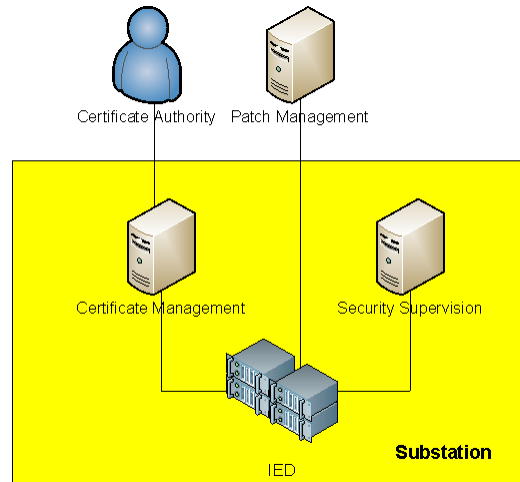 Certificate Authority
Patch Management
Certificate Management
Security Supervision
Substation
IED